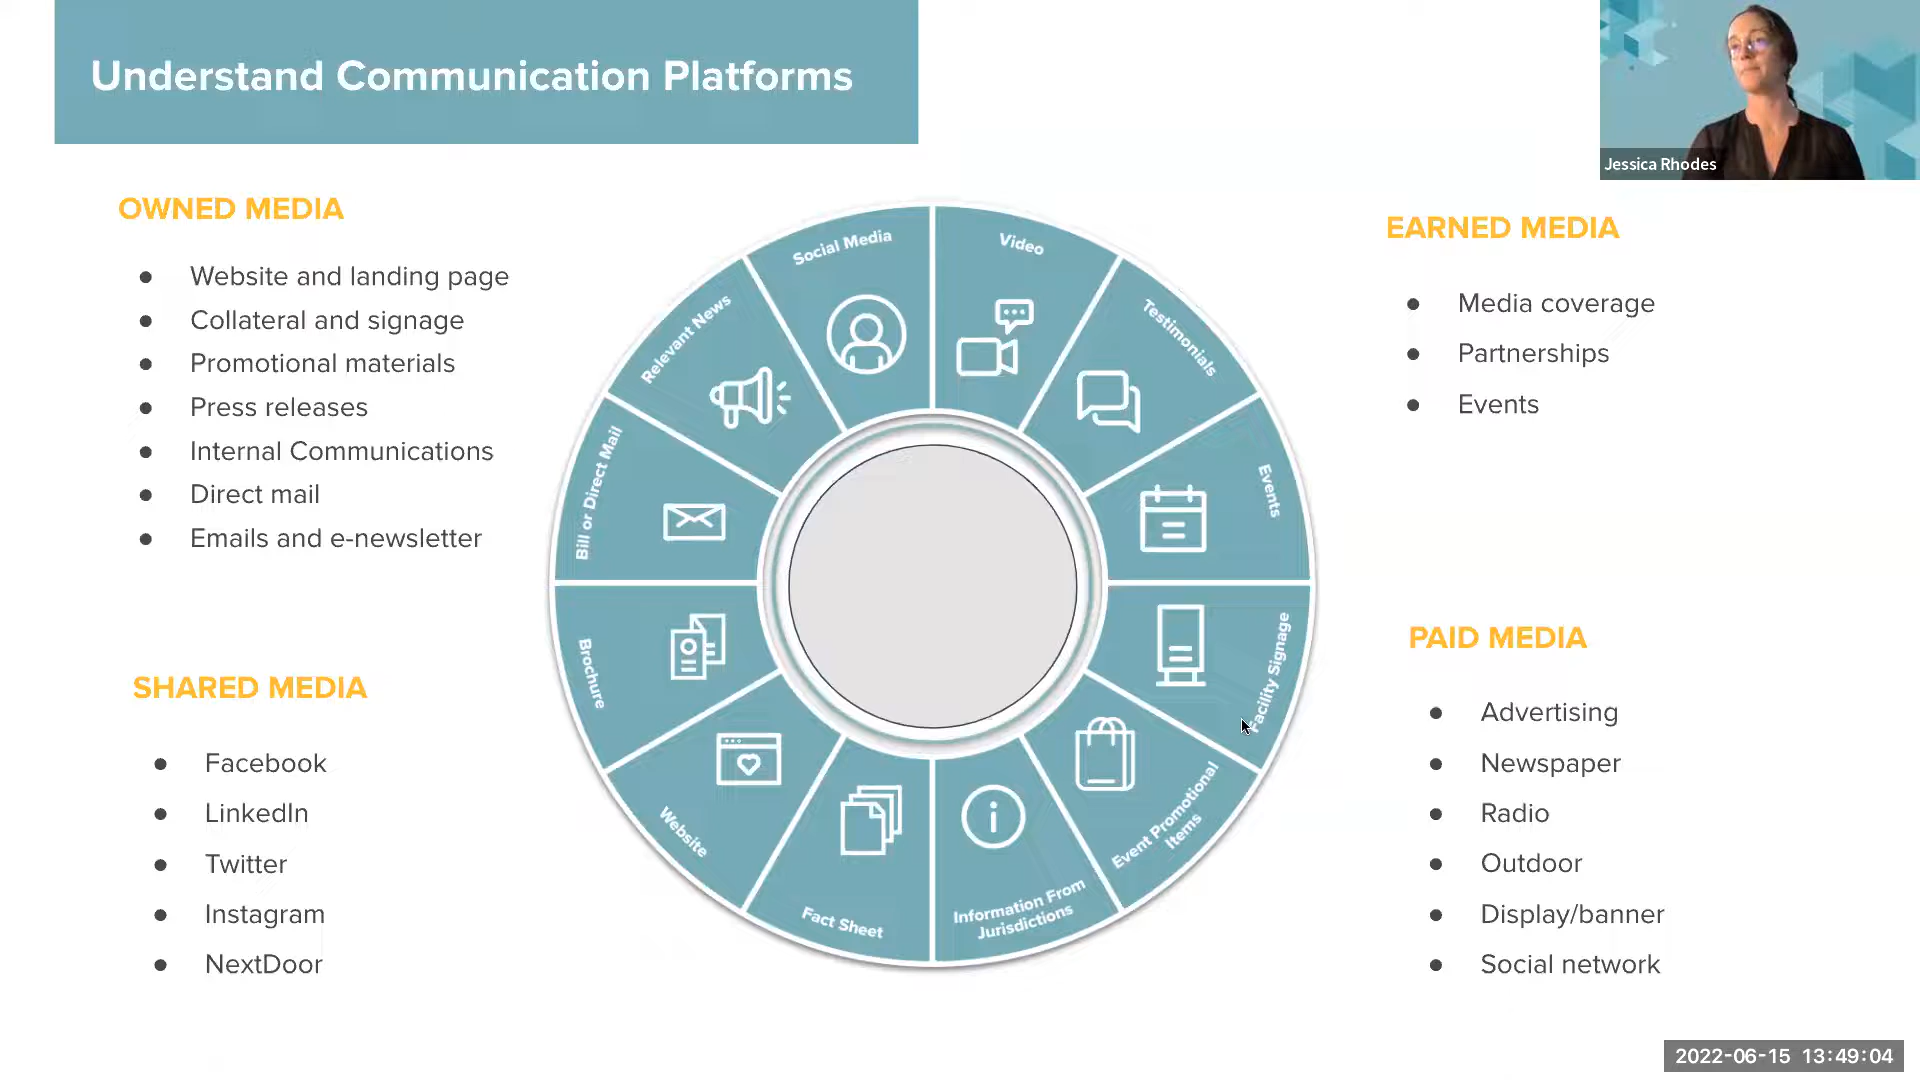 Understand Communication Platforms
Jessica Rhodes
OWNED MEDIA
● Website and landing page
● Collateral and signage
● Promotional materials
● Press releases
● Internal Communications
● Direct mail
● Emails and e-newsletter
SHARED MEDIA
● Facebook
● LinkedIn
● Twitter
● Instagram
● NextDoor
Social Media
Video
Testimonials
Events
Facility Signage
Event Promotional
Items
Information From
Jurisdictions
Fact Sheet
Website
Brochure
Bill or Direct Mail
Relevant News
EARNED MEDIA
● Media coverage
● Partnerships
● Events
PAID MEDIA
● Advertising
● Newspaper
● Radio
● Outdoor
● Display/banner
● Social network
2022-06-15 13:49:04